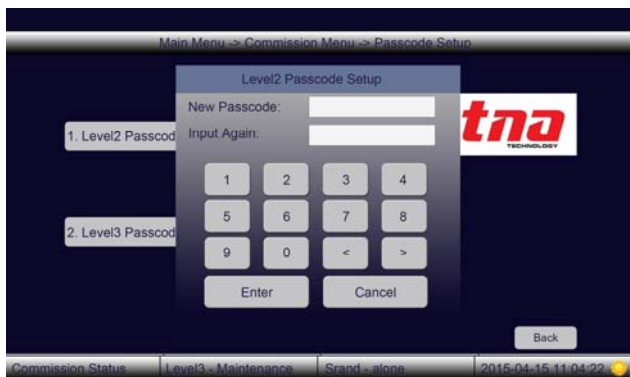 Main Menu -> Commission Menu -> Passcode Setup
Level2 Passcode Setup
New Passcode:
Input Again:
1. Level2 Passcod
tna
TECHNOLOGY
1 2 3 4
5 6 7 8
2. Level3 Passcod
9 0 < >
Enter Cancel
Back
Commission Status Level3 - Maintenance Srand - alone 2015-04-15 11:04:22